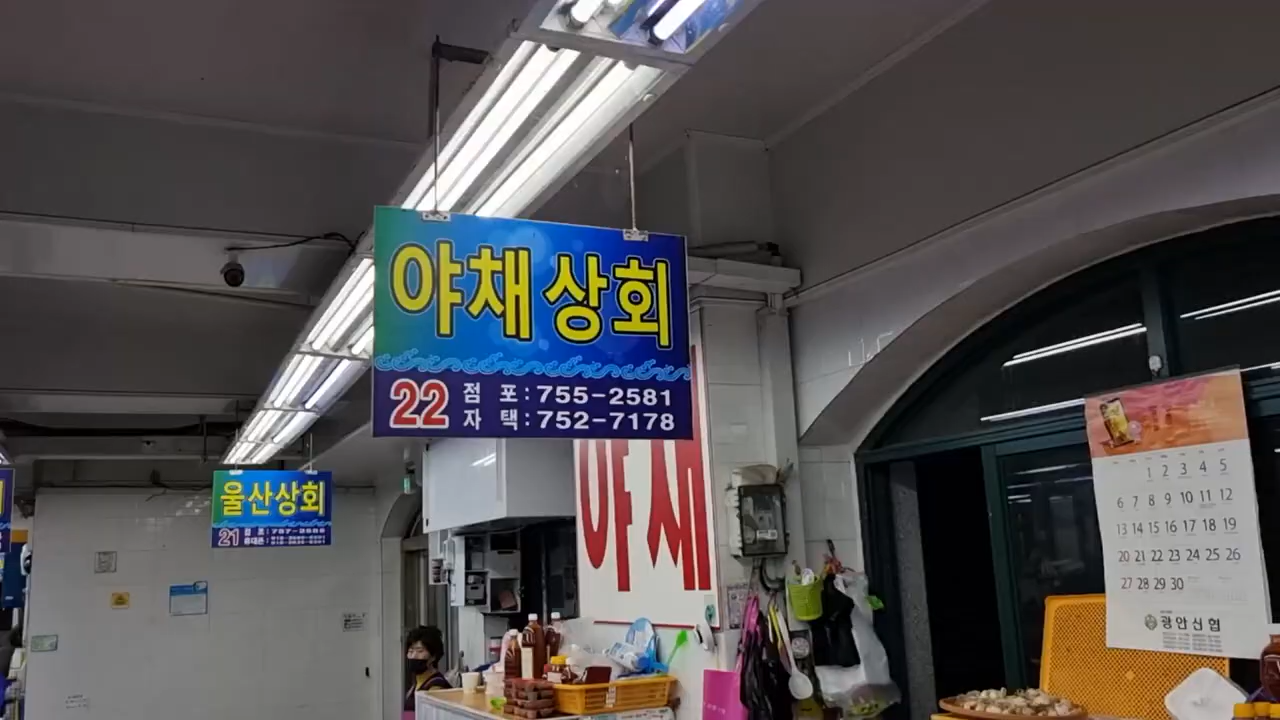 야채상회
22
점 포 : 755-2581
자 택 : 752-7178
울산상회
21
야채
1 2 3 4 5
6 7 8 9 10 11 12
13 14 15 16 17 18 19
20 21 22 23 24 25 26
27 28 29 30
광안신협